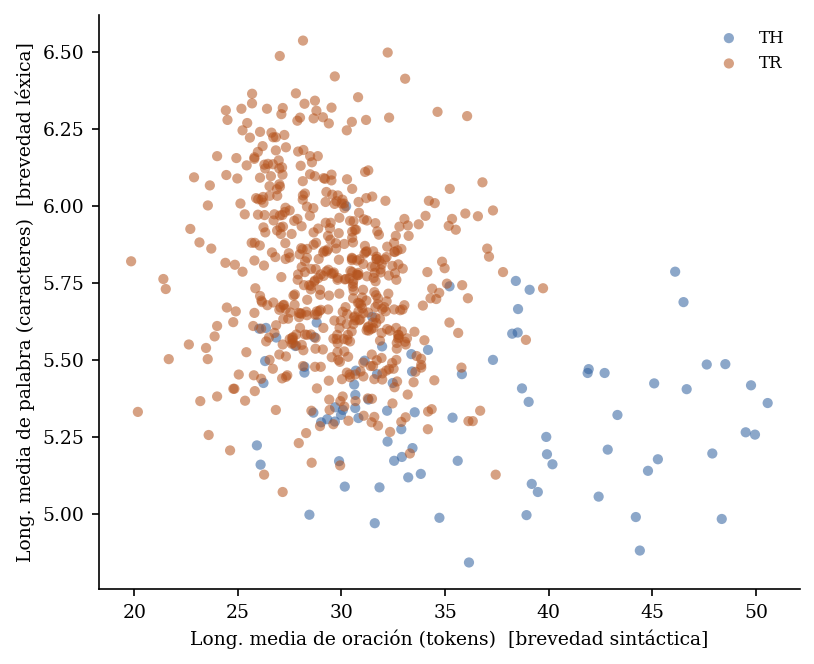 TH
TR
6.50
6.25
6.00
5.75
5.50
5.25
5.00
Long. media de palabra (caracteres) [brevedad léxica]
20 25 30 35 40 45 50
Long. media de oración (tokens) [brevedad sintáctica]